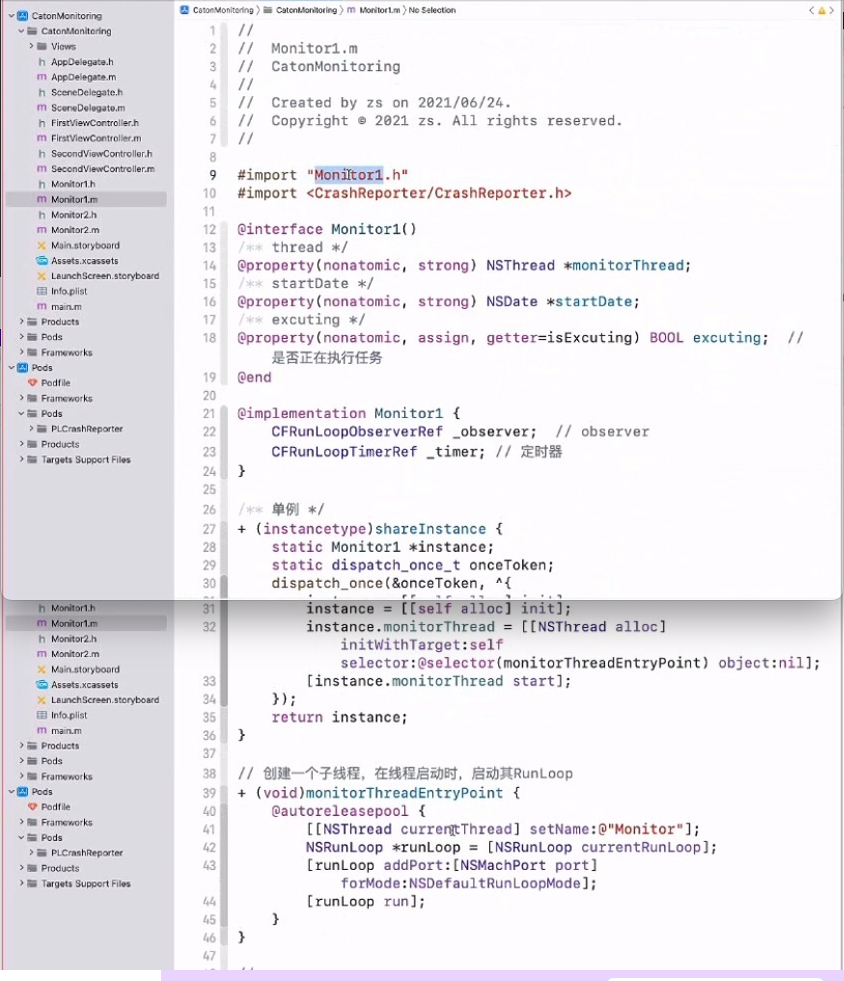 CatonMonitoring
CatonMonitoring
Views
AppDelegate.h
AppDelegate.m
SceneDelegate.h
SceneDelegate.m
FirstViewController.h
FirstViewController.m
SecondViewController.h
SecondViewController.m
Monitor1.h
Monitor1.m
Monitor2.h
Monitor2.m
Main.storyboard
Assets.xcassets
LaunchScreen.storyboard
Info.plist
main.m
Products
Pods
Frameworks
Pods
Podfile
Frameworks
Pods
PLCrashReporter
Products
Targets Support Files
CatonMonitoring CatonMonitoring m Monitor1.m No Selection
1 //
2 // Monitor1.m
3 // CatonMonitoring
4 //
5 // Created by zs on 2021/06/24.
6 // Copyright © 2021 zs. All rights reserved.
7 //
8
9 #import "Monitor1.h"
10 #import <CrashReporter/CrashReporter.h>
11
12 @interface Monitor1()
13 /** thread */
14 @property(nonatomic, strong) NSThread *monitorThread;
15 /** startDate */
16 @property(nonatomic, strong) NSDate *startDate;
17 /** excuting */
18 @property(nonatomic, assign, getter=isExcuting) BOOL excuting; //
是否正在执行任务
19 @end
20
21 @implementation Monitor1 {
22 CFRunLoopObserverRef _observer; // observer
23 CFRunLoopTimerRef _timer; // 定时器
24 }
25
26 /** 单例 */
27 + (instancetype)shareInstance {
28 static Monitor1 *instance;
29 static dispatch_once_t onceToken;
30 dispatch_once(&onceToken, ^{
31 instance = [[self alloc] init];
32 instance.monitorThread = [[NSThread alloc]
initWithTarget:self
selector:@selector(monitorThreadEntryPoint) object:nil];
33 [instance.monitorThread start];
34 });
35 return instance;
36 }
37
38 // 创建一个子线程，在线程启动时，启动其RunLoop
39 + (void)monitorThreadEntryPoint {
40 @autoreleasepool {
41 [[NSThread currentThread] setName:@"Monitor"];
42 NSRunLoop *runLoop = [NSRunLoop currentRunLoop];
43 [runLoop addPort:[NSMachPort port]
forMode:NSDefaultRunLoopMode];
44 [runLoop run];
45 }
46 }
47
Monitor1.h
Monitor1.m
Monitor2.h
Monitor2.m
Main.storyboard
Assets.xcassets
LaunchScreen.storyboard
Info.plist
main.m
Products
Pods
Frameworks
Pods
Podfile
Frameworks
Pods
PLCrashReporter
Products
Targets Support Files